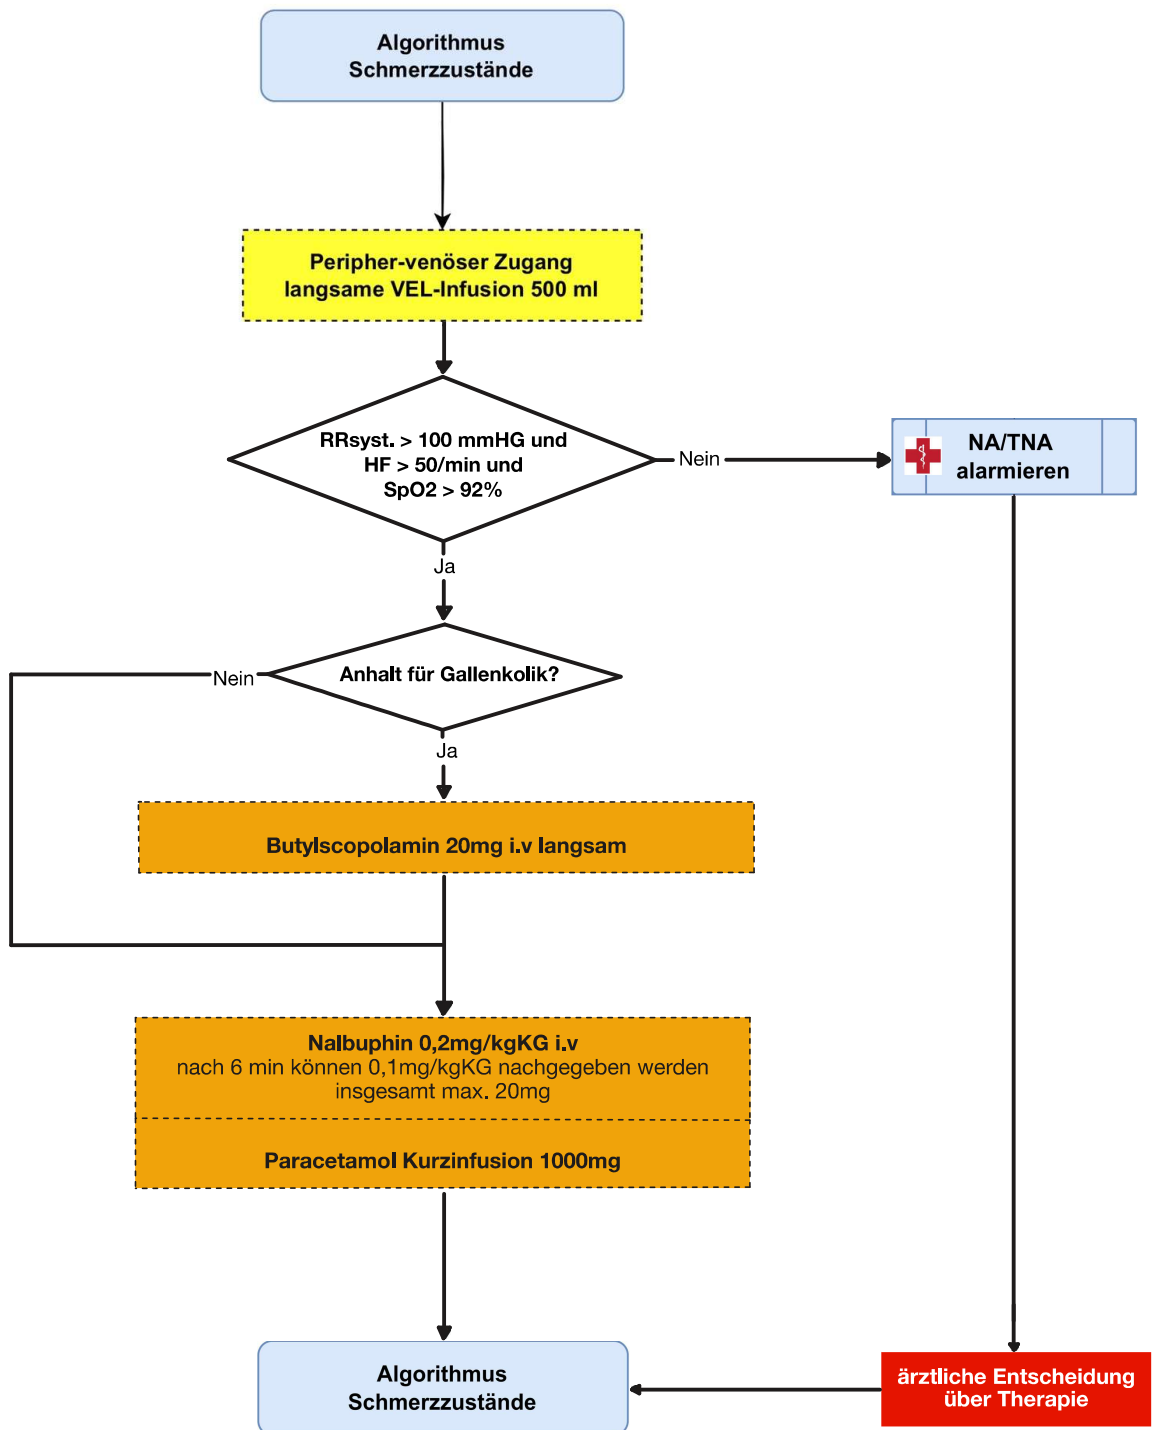 Algorithmus
Schmerzzustände
Peripher-venöser Zugang
langsame VEL-Infusion 500 ml
RRsyst. > 100 mmHG und
HF > 50/min und
SpO2 > 92%
Nein
NA/TNA
alarmieren
Ja
Anhalt für Gallenkolik?
Nein
Ja
Butylscopolamin 20mg i.v langsam
Nalbuphin 0,2mg/kgKG i.v
nach 6 min können 0,1mg/kgKG nachgegeben werden
insgesamt max. 20mg
Paracetamol Kurzinfusion 1000mg
Algorithmus
Schmerzzustände
ärztliche Entscheidung
über Therapie